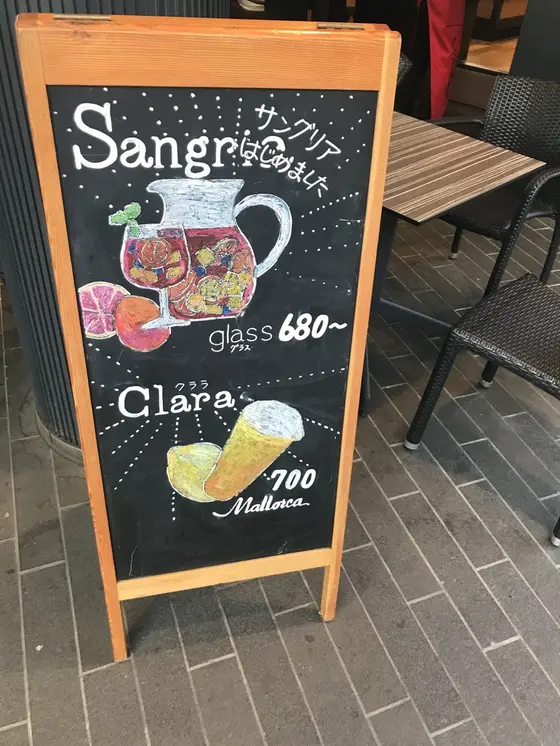 Sangria
サングリア
はじめました
glass 680~
グラス
クララ
Clara
700
Mallorca